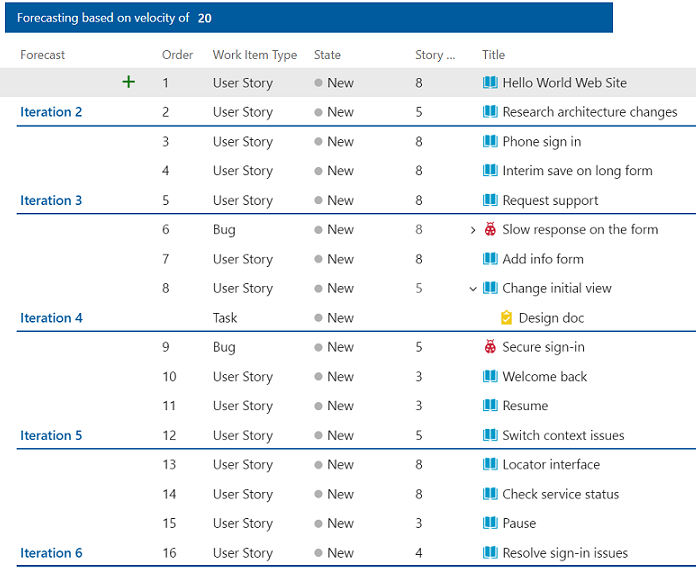 Forecasting based on velocity of 20
Forecast Order Work Item Type State Story ... Title
+ 1 User Story New 8 Hello World Web Site
Iteration 2 2 User Story New 5 Research architecture changes
3 User Story New 8 Phone sign in
4 User Story New 8 Interim save on long form
Iteration 3 5 User Story New 8 Request support
6 Bug New 8 Slow response on the form
7 User Story New 8 Add info form
8 User Story New 5 Change initial view
Iteration 4 Task New Design doc
9 Bug New 5 Secure sign-in
10 User Story New 3 Welcome back
11 User Story New 3 Resume
Iteration 5 12 User Story New 5 Switch context issues
13 User Story New 8 Locator interface
14 User Story New 8 Check service status
15 User Story New 3 Pause
Iteration 6 16 User Story New 4 Resolve sign-in issues